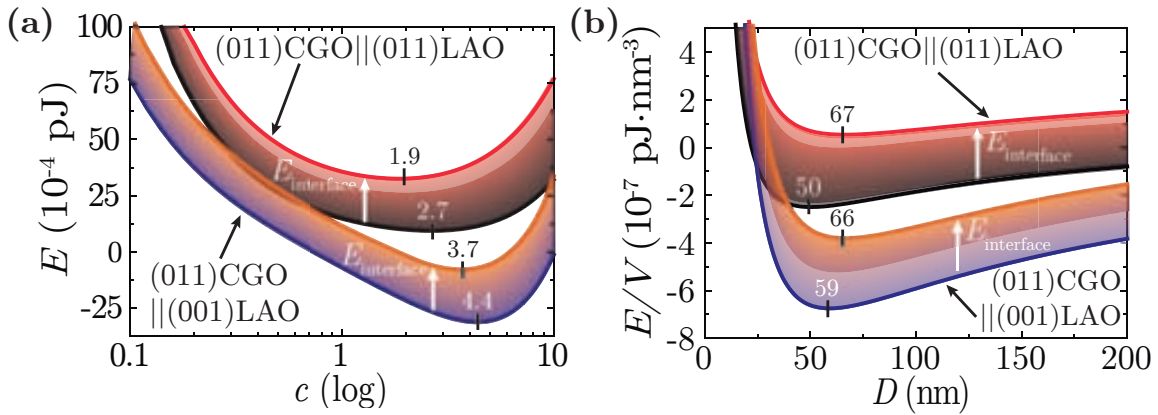 (a)
E (10⁻⁴ pJ)
100
75
50
25
0
-25
(011)CGO||(011)LAO
1.9
E_interface
2.7
3.7
E_interface
4.4
(011)CGO
||(001)LAO
0.1
1
10
c (log)
(b)
E/V (10⁻⁷ pJ·nm⁻³)
4
2
0
-2
-4
-6
-8
(011)CGO||(011)LAO
67
E_interface
50
66
E_interface
59
(011)CGO
||(001)LAO
0
50
100
150
200
D (nm)